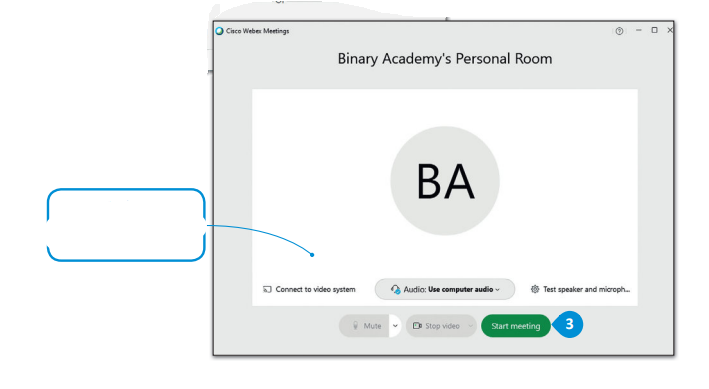 Cisco Webex Meetings
Binary Academy's Personal Room
BA
Connect to video system
Audio: Use computer audio
Test speaker and microph...
Mute
Stop video
Start meeting
3